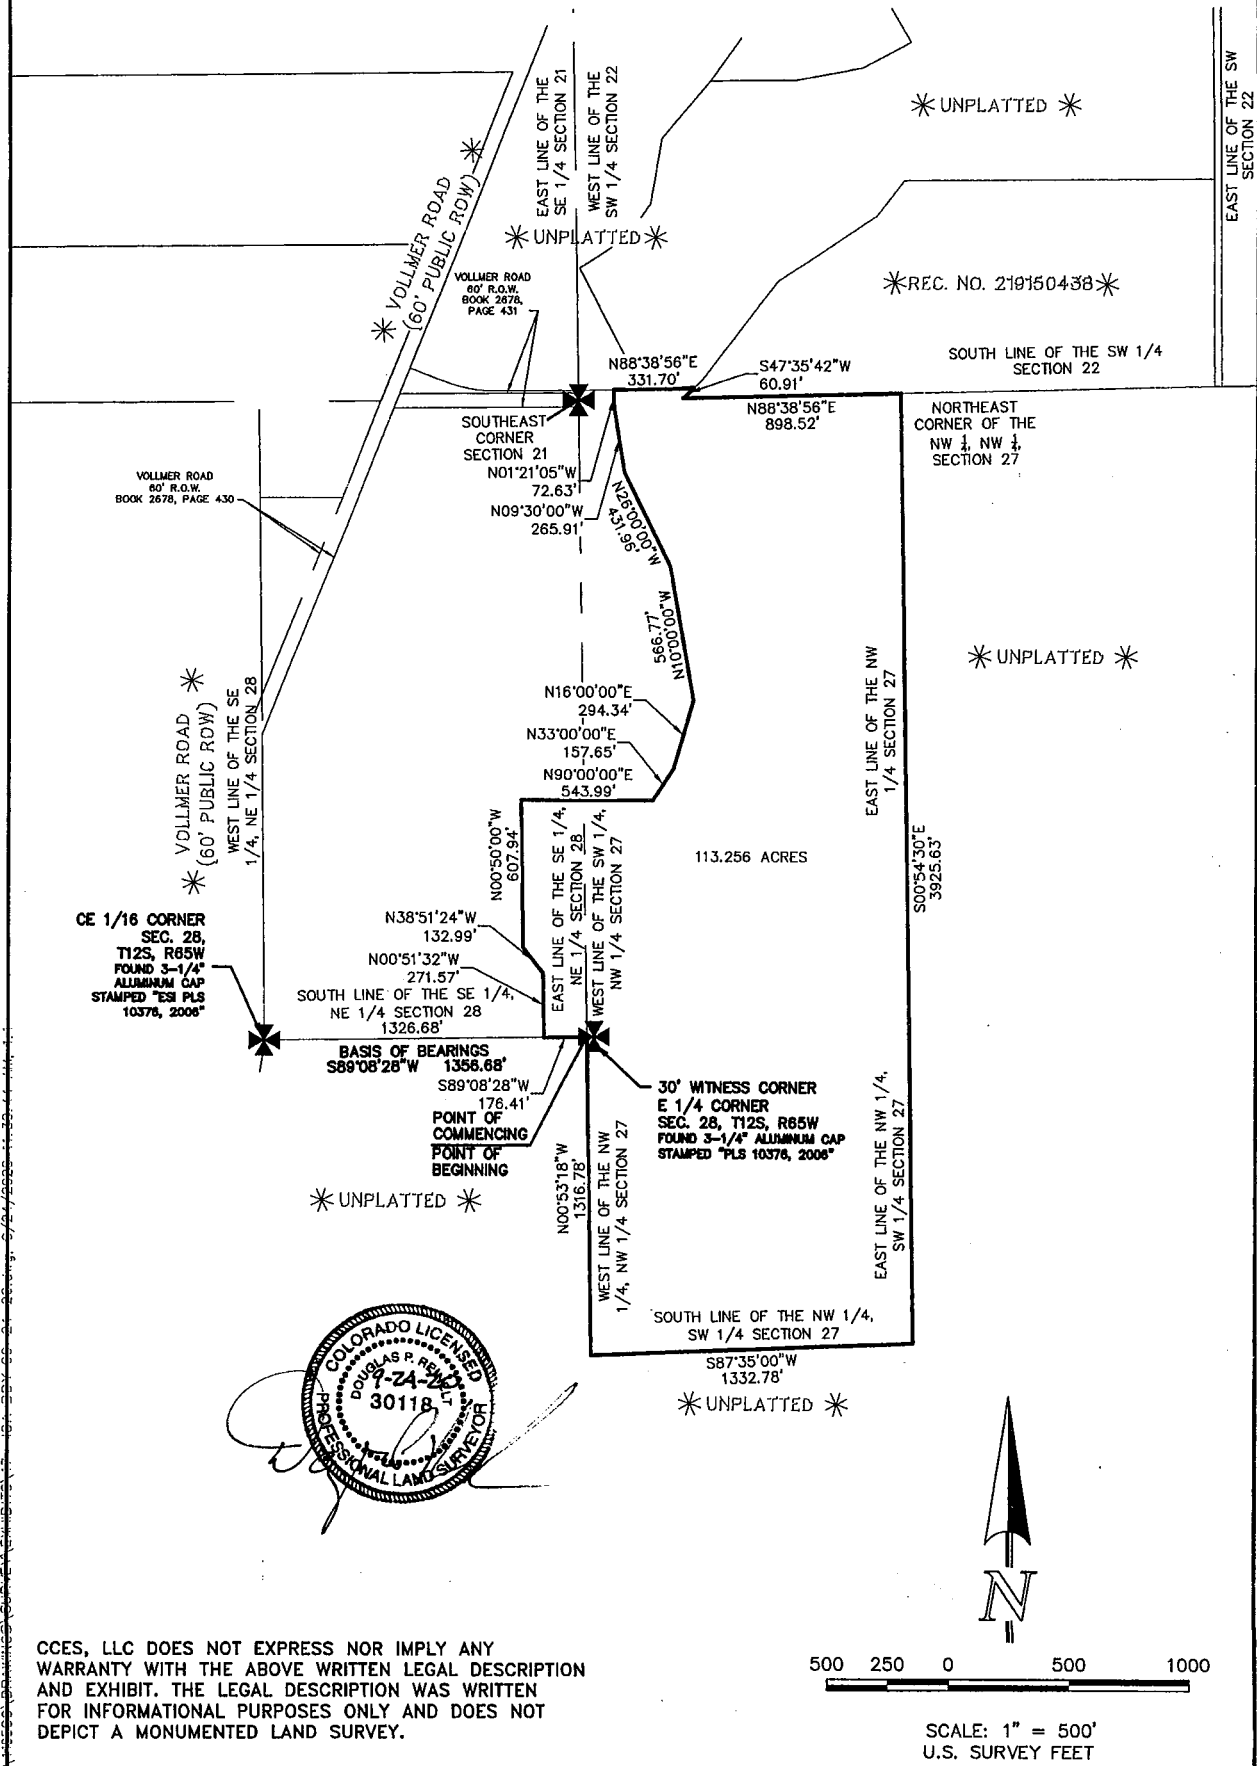 EAST LINE OF THE
SE 1/4 SECTION 21
WEST LINE OF THE
SW 1/4 SECTION 22
EAST LINE OF THE SW
SECTION 22
UNPLATTED
VOLLMER ROAD
(60' PUBLIC ROW)
UNPLATTED
VOLLMER ROAD
60' R.O.W.
BOOK 2678,
PAGE 431
REC. NO. 219150438
SOUTH LINE OF THE SW 1/4
SECTION 22
N88°38'56"E
331.70'
S47°35'42"W
60.91'
N88°38'56"E
898.52'
NORTHEAST
CORNER OF THE
NW ¼, NW ¼,
SECTION 27
SOUTHEAST
CORNER
SECTION 21
N01°21'05"W
72.63'
N09°30'00"W
265.91'
VOLLMER ROAD
60' R.O.W.
BOOK 2678, PAGE 430
N26°00'00"W
431.96'
566.77'
N10°00'00"W
UNPLATTED
EAST LINE OF THE NW
1/4 SECTION 27
VOLLMER ROAD
(60' PUBLIC ROW)
WEST LINE OF THE SE
1/4, NE 1/4 SECTION 28
N16°00'00"E
294.34'
N33°00'00"E
157.65'
N90°00'00"E
543.99'
N00°50'00"W
607.94'
EAST LINE OF THE SE 1/4,
NE 1/4 SECTION 28
WEST LINE OF THE SW 1/4,
NW 1/4 SECTION 27
113.256 ACRES
S00°54'30"E
3925.63'
CE 1/16 CORNER
SEC. 28,
T12S, R65W
FOUND 3-1/4"
ALUMINUM CAP
STAMPED "ESI PLS
10376, 2006"
N38°51'24"W
132.99'
N00°51'32"W
271.57'
SOUTH LINE OF THE SE 1/4,
NE 1/4 SECTION 28
1326.68'
BASIS OF BEARINGS
S89°08'28"W 1356.68'
S89°08'28"W
176.41'
POINT OF
COMMENCING
POINT OF
BEGINNING
30' WITNESS CORNER
E 1/4 CORNER
SEC. 28, T12S, R65W
FOUND 3-1/4" ALUMINUM CAP
STAMPED "PLS 10376, 2006"
UNPLATTED
N00°53'18"W
1316.78'
WEST LINE OF THE NW
1/4, NW 1/4 SECTION 27
EAST LINE OF THE NW 1/4,
SW 1/4 SECTION 27
SOUTH LINE OF THE NW 1/4,
SW 1/4 SECTION 27
S87°35'00"W
1332.78'
UNPLATTED
COLORADO LICENSED
DOUGLAS P.
30118
PROFESSIONAL LAND SURVEYOR
N
CCES, LLC DOES NOT EXPRESS NOR IMPLY ANY
WARRANTY WITH THE ABOVE WRITTEN LEGAL DESCRIPTION
AND EXHIBIT. THE LEGAL DESCRIPTION WAS WRITTEN
FOR INFORMATIONAL PURPOSES ONLY AND DOES NOT
DEPICT A MONUMENTED LAND SURVEY.
500 250 0 500 1000
SCALE: 1" = 500'
U.S. SURVEY FEET